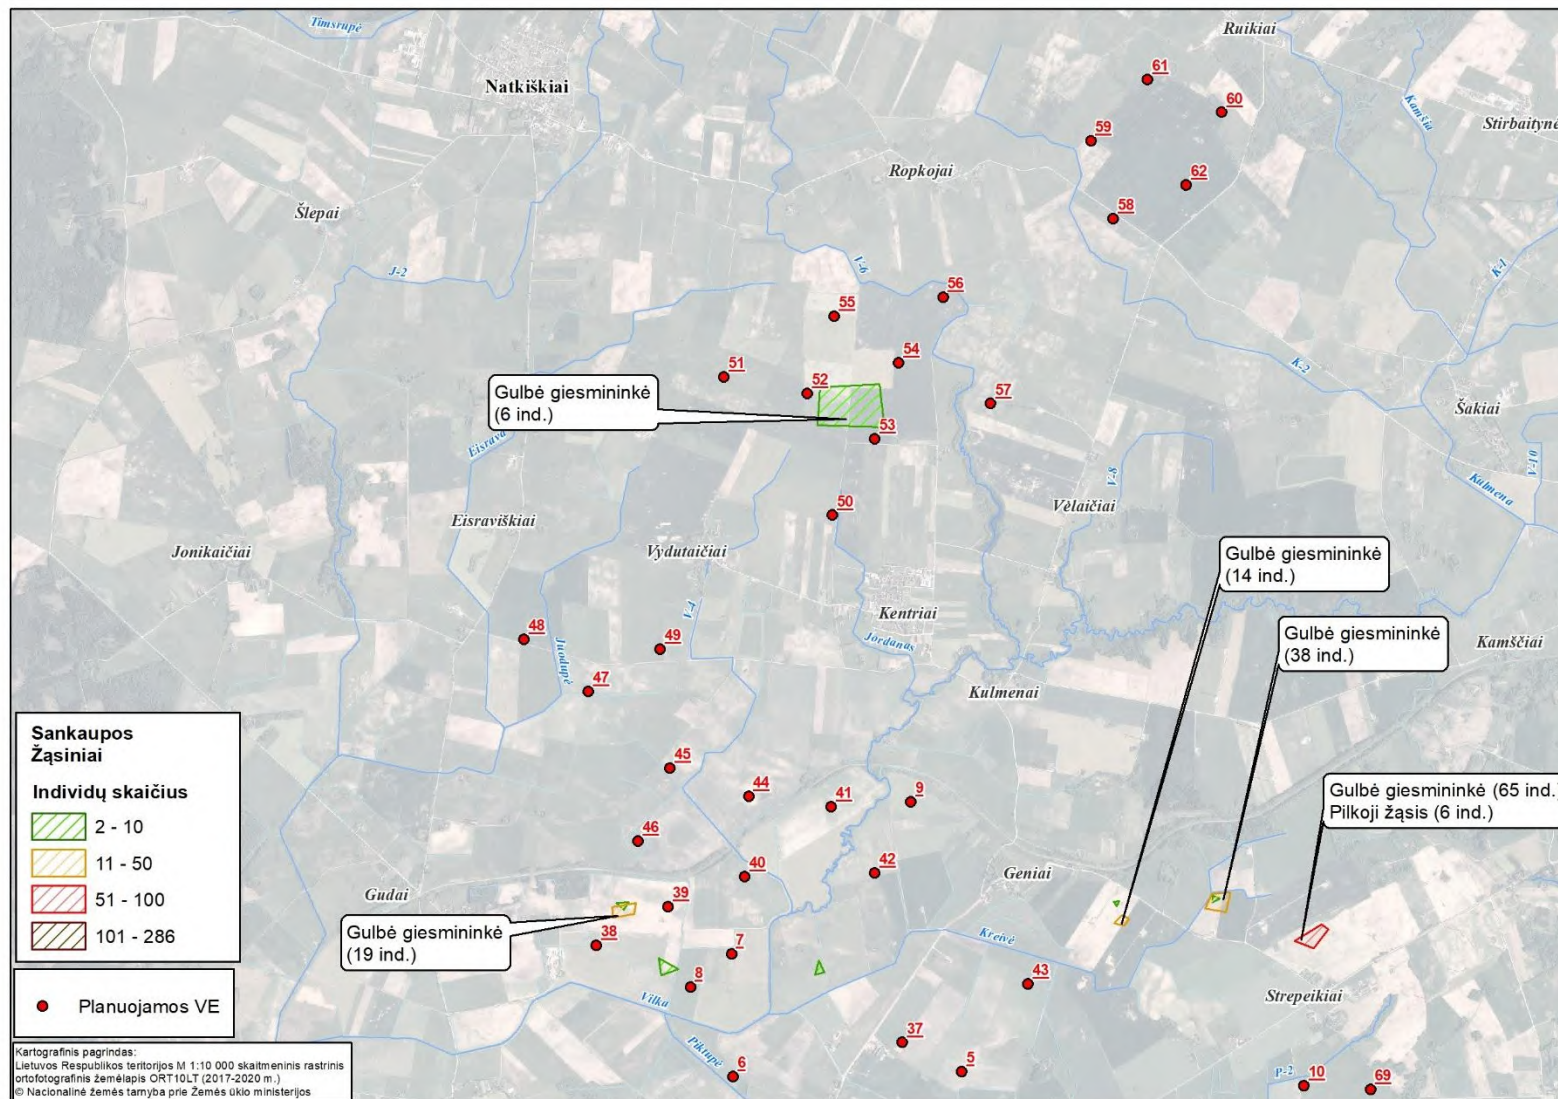 Timsrupė
Ruikiai
Natkiškiai
61
60
Kamšia
Stirbaitynė
59
Ropkojai
62
Šlepai
58
J-2
V-6
K-1
56
55
54
51
K-2
52
57
Gulbė giesmininkė
(6 ind.)
Šakiai
53
Eisrava
V-8
V-10
Kulmena
50
Vėlaičiai
Eisraviškiai
Jonikaičiai
Vydutaičiai
Gulbė giesmininkė
(14 ind.)
Kentriai
V-4
48
Juodupė
49
Jordanas
Gulbė giesmininkė
(38 ind.)
Kamščiai
47
Kulmenai
Sankaupos
Žąsiniai
Individų skaičius
2 - 10
11 - 50
51 - 100
101 - 286
Planuojamos VE
45
44
41
9
Gulbė giesmininkė (65 ind.
Pilkoji žąsis (6 ind.)
46
40
42
Geniai
Gudai
39
Gulbė giesmininkė
(19 ind.)
38
7
Kreivė
8
43
Vilka
Strepeikiai
37
Piktupė
6
5
P-2
10
69
Kartografinis pagrindas:
Lietuvos Respublikos teritorijos M 1:10 000 skaitmeninis rastrinis
ortofotografinis žemėlapis ORT10LT (2017-2020 m.)
© Nacionalinė žemės tarnyba prie Žemės ūkio ministerijos